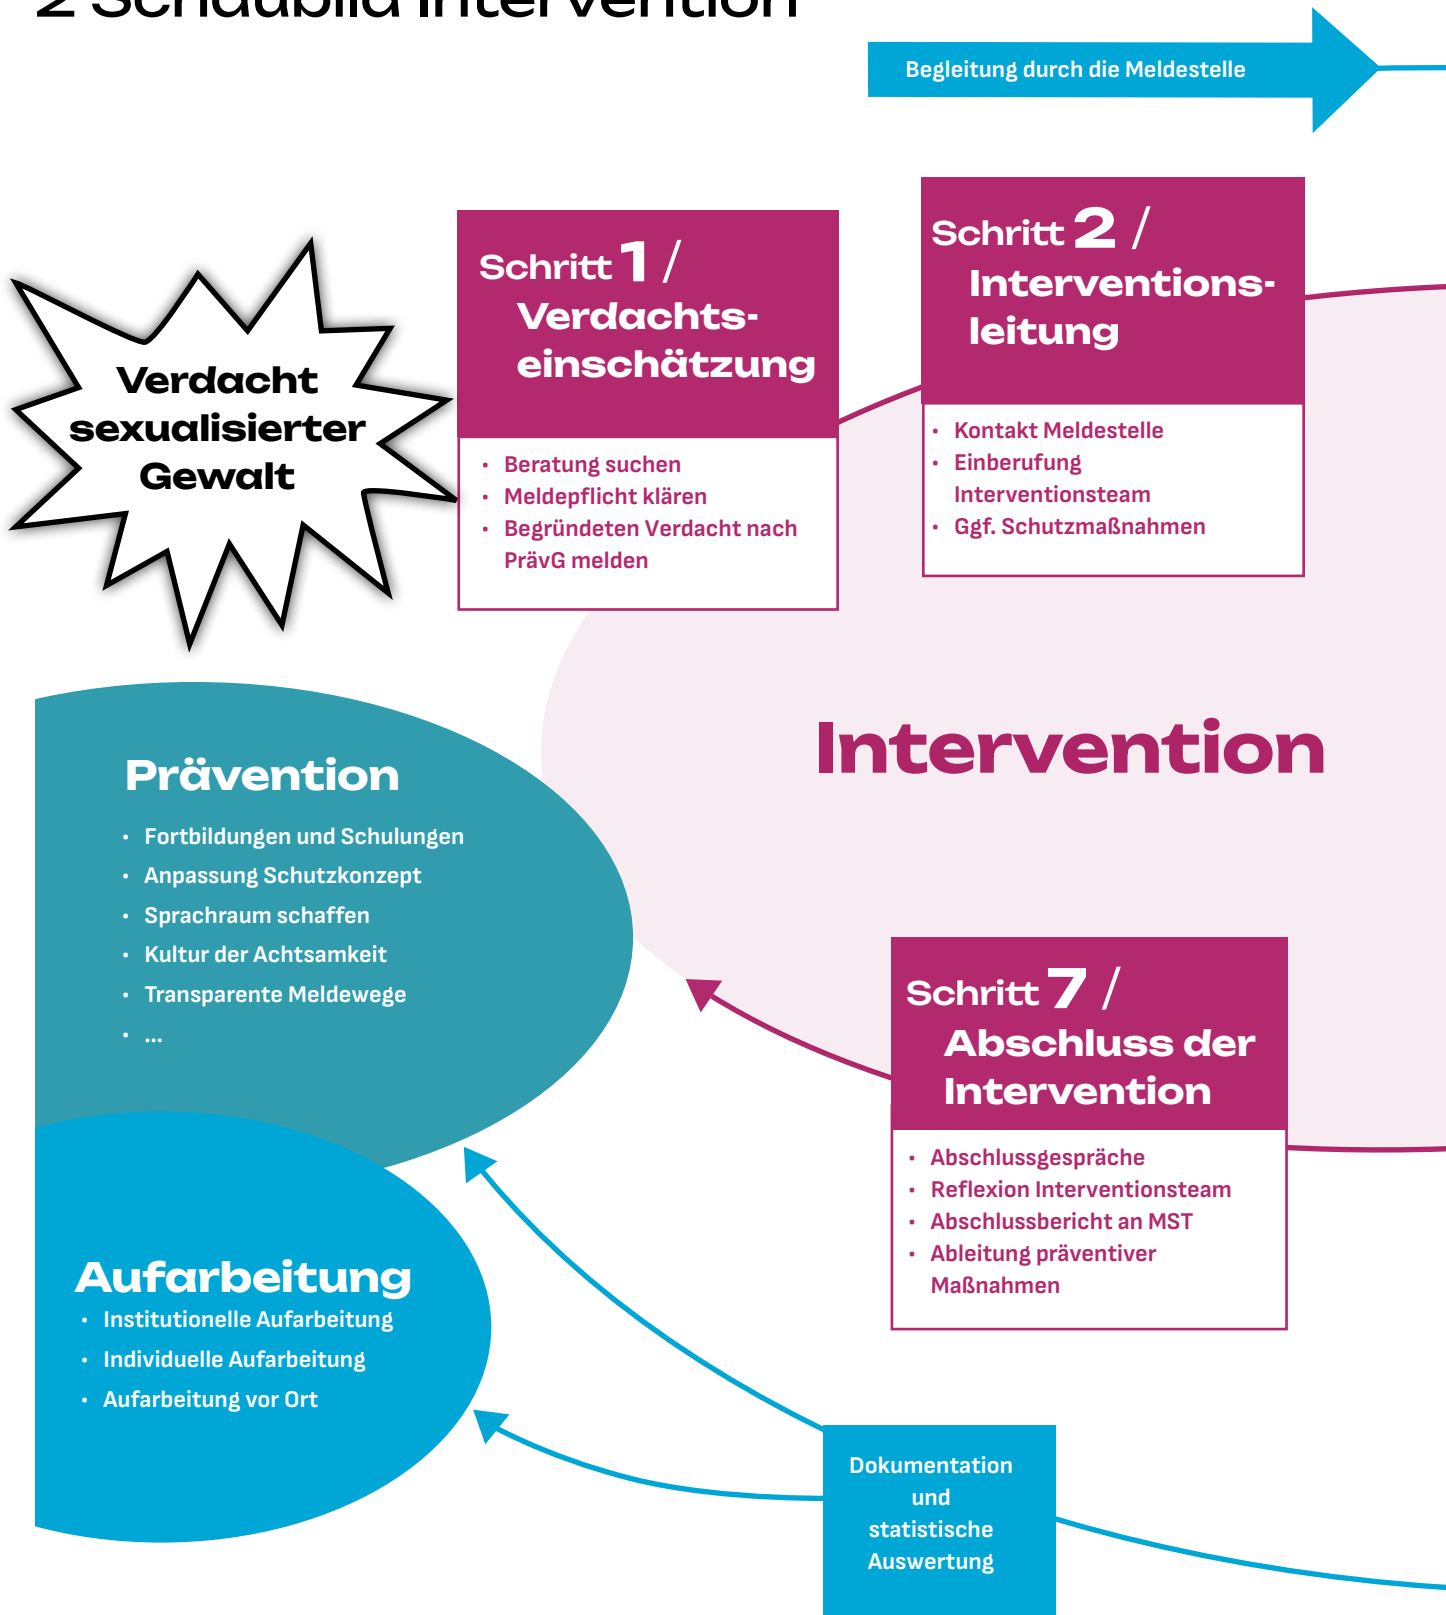 2 Schaubild Intervention
Begleitung durch die Meldestelle
Verdacht
sexualisierter
Gewalt
Schritt 1 /
Verdachts-
einschätzung
• Beratung suchen
• Meldepflicht klären
• Begründeten Verdacht nach
PrävG melden
Schritt 2 /
Interventions-
leitung
• Kontakt Meldestelle
• Einberufung
Interventionsteam
• Ggf. Schutzmaßnahmen
Intervention
Prävention
• Fortbildungen und Schulungen
• Anpassung Schutzkonzept
• Sprachraum schaffen
• Kultur der Achtsamkeit
• Transparente Meldewege
• ...
Schritt 7 /
Abschluss der
Intervention
• Abschlussgespräche
• Reflexion Interventionsteam
• Abschlussbericht an MST
• Ableitung präventiver
Maßnahmen
Aufarbeitung
• Institutionelle Aufarbeitung
• Individuelle Aufarbeitung
• Aufarbeitung vor Ort
Dokumentation
und
statistische
Auswertung